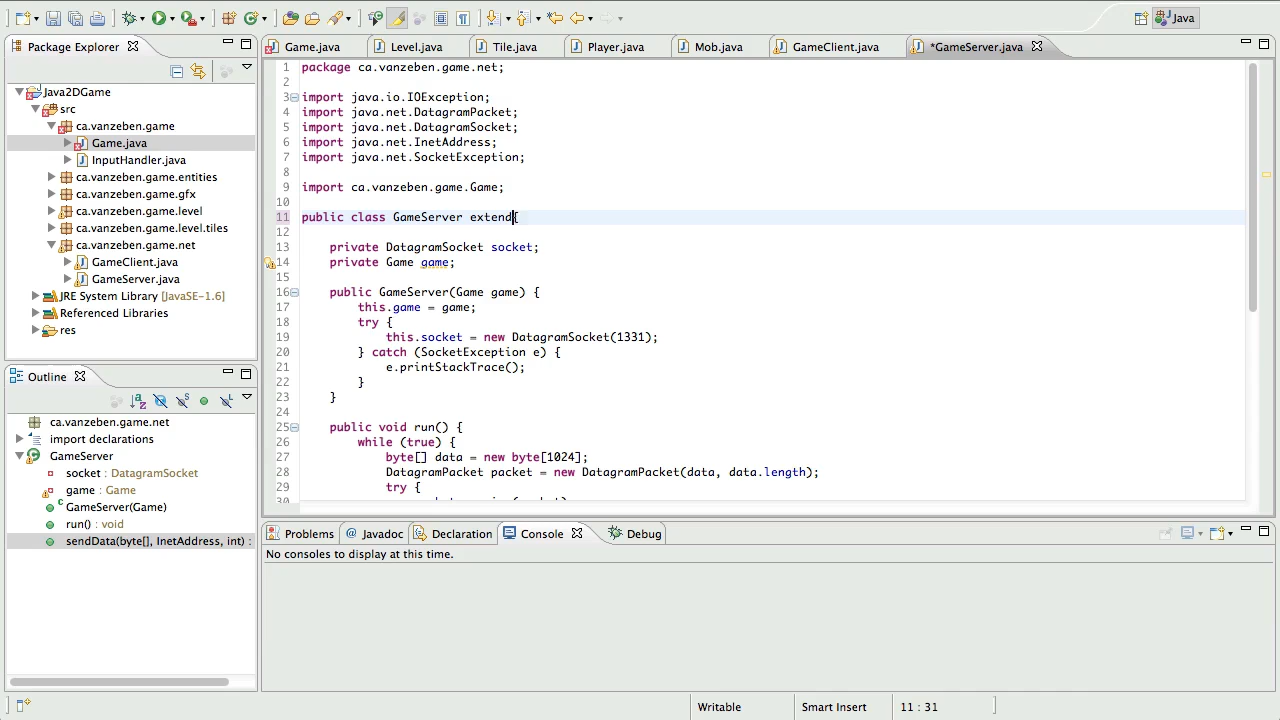 Java
Package Explorer
Java2DGame
src
ca.vanzeben.game
Game.java
InputHandler.java
ca.vanzeben.game.entities
ca.vanzeben.game.gfx
ca.vanzeben.game.level
ca.vanzeben.game.level.tiles
ca.vanzeben.game.net
GameClient.java
GameServer.java
JRE System Library [JavaSE-1.6]
Referenced Libraries
res
Outline
ca.vanzeben.game.net
import declarations
GameServer
socket : DatagramSocket
game : Game
GameServer(Game)
run() : void
sendData(byte[], InetAddress, int) :
Game.java Level.java Tile.java Player.java Mob.java GameClient.java *GameServer.java
1 package ca.vanzeben.game.net;
2
3 import java.io.IOException;
4 import java.net.DatagramPacket;
5 import java.net.DatagramSocket;
6 import java.net.InetAddress;
7 import java.net.SocketException;
8
9 import ca.vanzeben.game.Game;
10
11 public class GameServer extend{
12
13 private DatagramSocket socket;
14 private Game game;
15
16 public GameServer(Game game) {
17 this.game = game;
18 try {
19 this.socket = new DatagramSocket(1331);
20 } catch (SocketException e) {
21 e.printStackTrace();
22 }
23 }
24
25 public void run() {
26 while (true) {
27 byte[] data = new byte[1024];
28 DatagramPacket packet = new DatagramPacket(data, data.length);
29 try {
30
Problems Javadoc Declaration Console Debug
No consoles to display at this time.
Writable Smart Insert 11 : 31